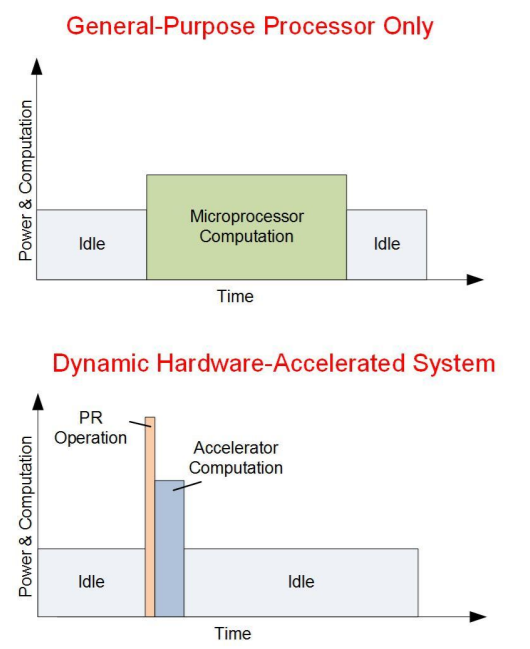 General-Purpose Processor Only
Power & Computation
Idle
Microprocessor
Computation
Idle
Time
Dynamic Hardware-Accelerated System
Power & Computation
PR
Operation
Accelerator
Computation
Idle
Idle
Time